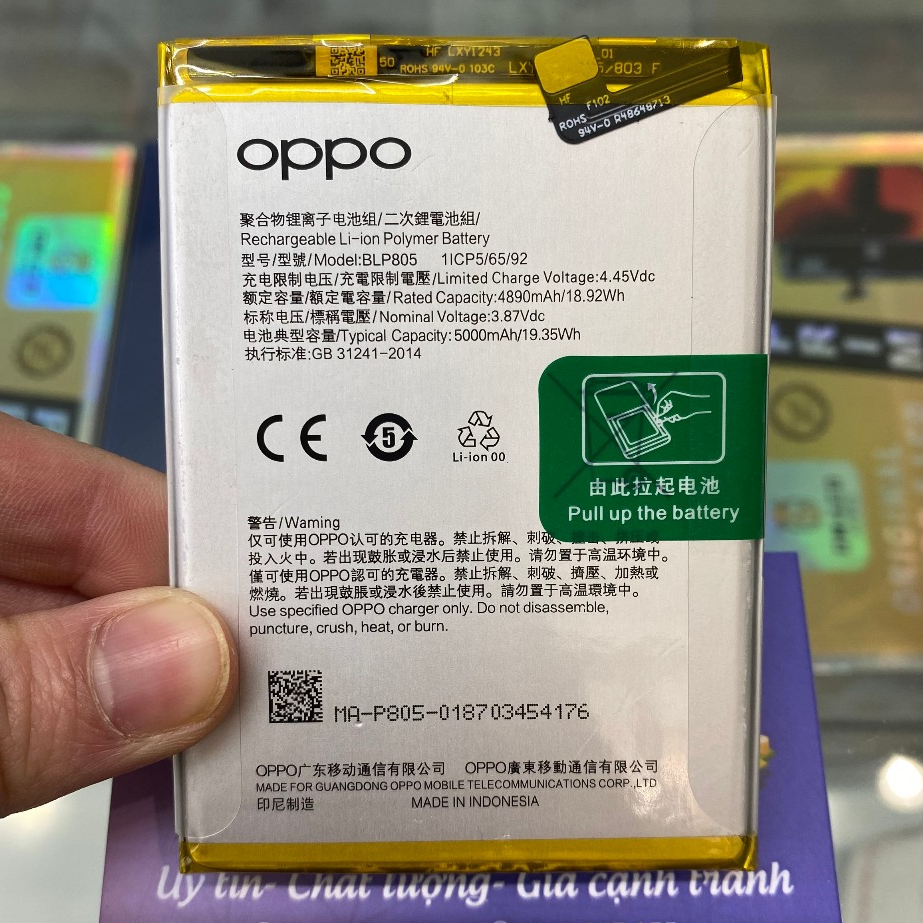 HF LXY1243
50
ROHS 94V-0 103C
01
803 F
HF F102
ROHS
94V-0 R48648713
oppo
聚合物锂离子电池组/二次鋰電池組/
Rechargeable Li-ion Polymer Battery
型号/型號/Model:BLP805 1ICP5/65/92
充电限制电压/充電限制電壓/Limited Charge Voltage:4.45Vdc
额定容量/額定電容量/Rated Capacity:4890mAh/18.92Wh
标称电压/標稱電壓/Nominal Voltage:3.87Vdc
电池典型容量/Typical Capacity:5000mAh/19.35Wh
执行标准:GB 31241-2014
CE
5
Li-ion 00
由此拉起电池
Pull up the battery
警告/Warning
仅可使用OPPO认可的充电器。禁止拆解、刺破、
投入火中。若出现鼓胀或浸水后禁止使用。请勿置于高温环境中。
僅可使用OPPO認可的充電器。禁止拆解、刺破、擠壓、加熱或
燃燒。若出現鼓脹或浸水後禁止使用。請勿置于高溫環境中。
Use specified OPPO charger only. Do not disassemble,
puncture, crush, heat, or burn.
MA-P805-018703454176
OPPO广东移动通信有限公司 OPPO廣東移動通信有限公司
MADE FOR GUANGDONG OPPO MOBILE TELECOMMUNICATIONS CORP.,LTD
印尼制造 MADE IN INDONESIA
Uy tín- Chất lượng- Giá cạnh tranh